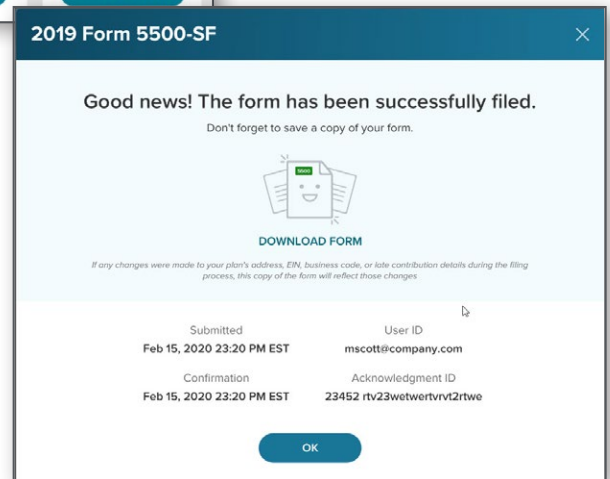 2019 Form 5500-SF
Good news! The form has been successfully filed.
Don't forget to save a copy of your form.
5500
DOWNLOAD FORM
If any changes were made to your plan's address, EIN, business code, or late contribution details during the filing
process, this copy of the form will reflect those changes
Submitted
Feb 15, 2020 23:20 PM EST
User ID
mscott@company.com
Confirmation
Feb 15, 2020 23:20 PM EST
Acknowledgment ID
23452 rtv23wetwertvrvt2rtwe
OK